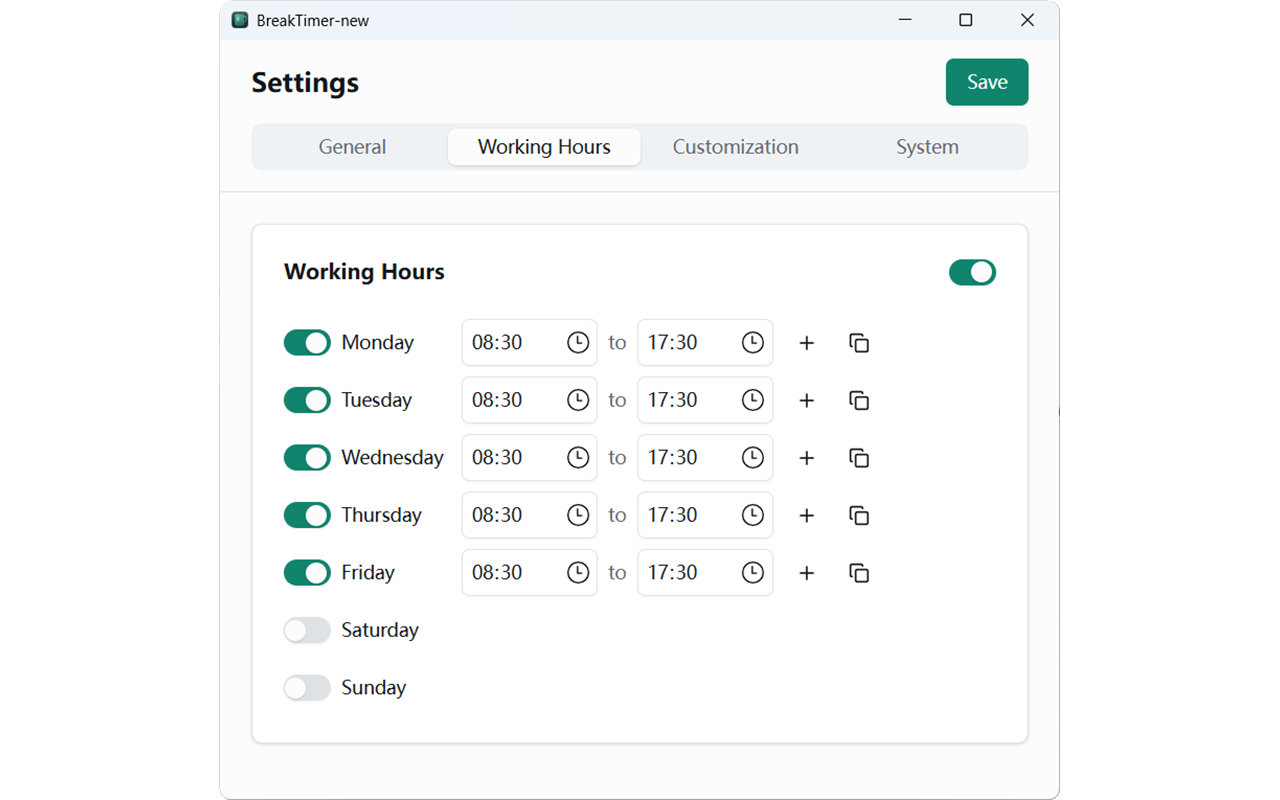 BreakTimer-new
Settings
Save
General Working Hours Customization System
Working Hours
Monday 08:30 to 17:30
Tuesday 08:30 to 17:30
Wednesday 08:30 to 17:30
Thursday 08:30 to 17:30
Friday 08:30 to 17:30
Saturday
Sunday